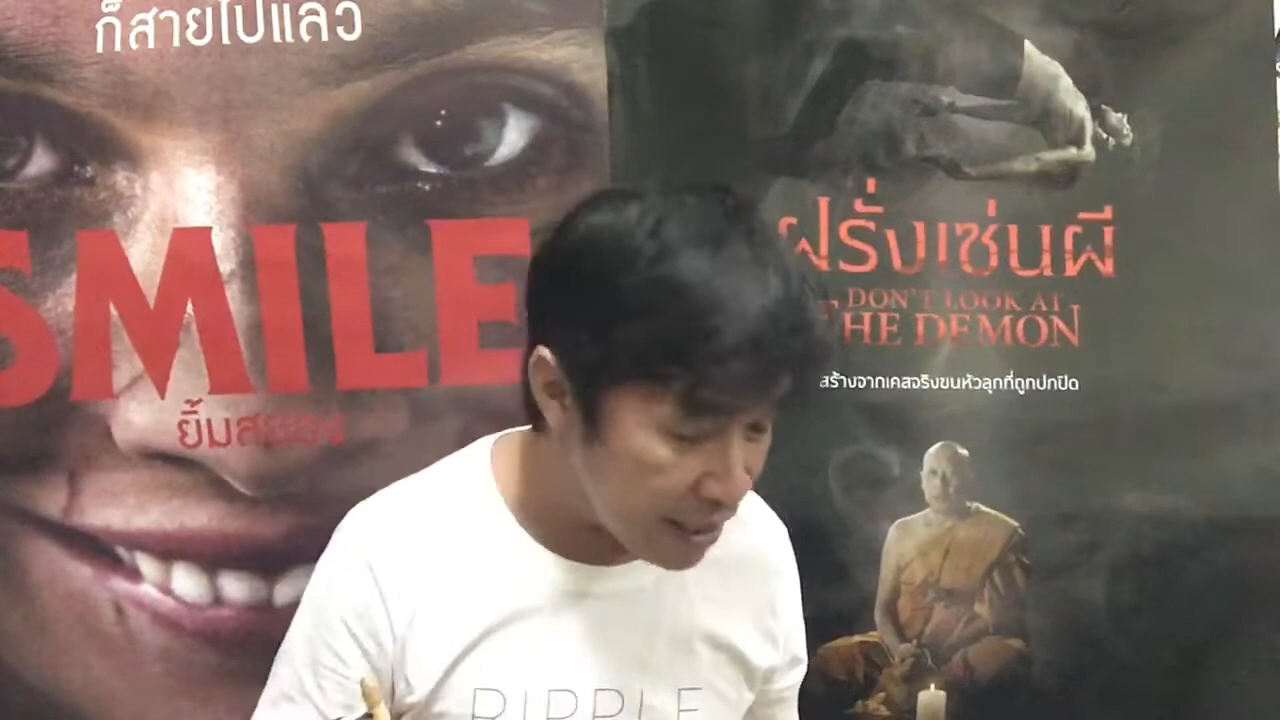 ก็สายไปแล้ว
SMILE
ยิ้มสยอง
ฝรั่งเซ่นผี
DON'T LOOK AT
THE DEMON
สร้างจากเคสจริงขนหัวลุกที่ถูกปกปิด
RIPPLE